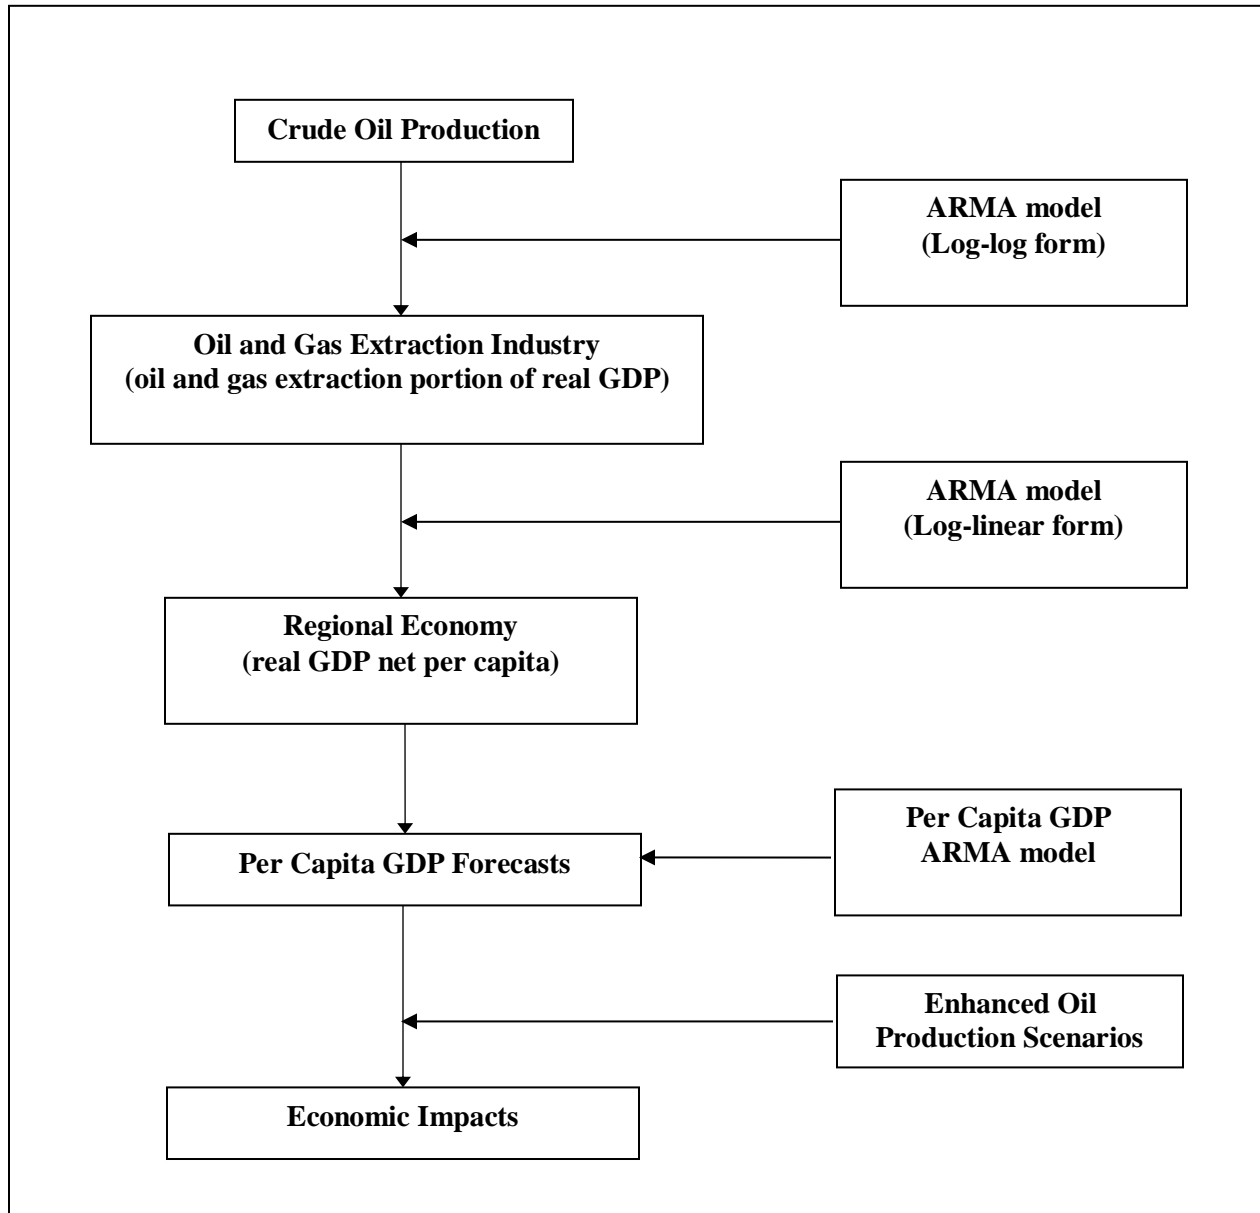 Crude Oil Production
ARMA model
(Log-log form)
Oil and Gas Extraction Industry
(oil and gas extraction portion of real GDP)
ARMA model
(Log-linear form)
Regional Economy
(real GDP net per capita)
Per Capita GDP
ARMA model
Per Capita GDP Forecasts
Enhanced Oil
Production Scenarios
Economic Impacts